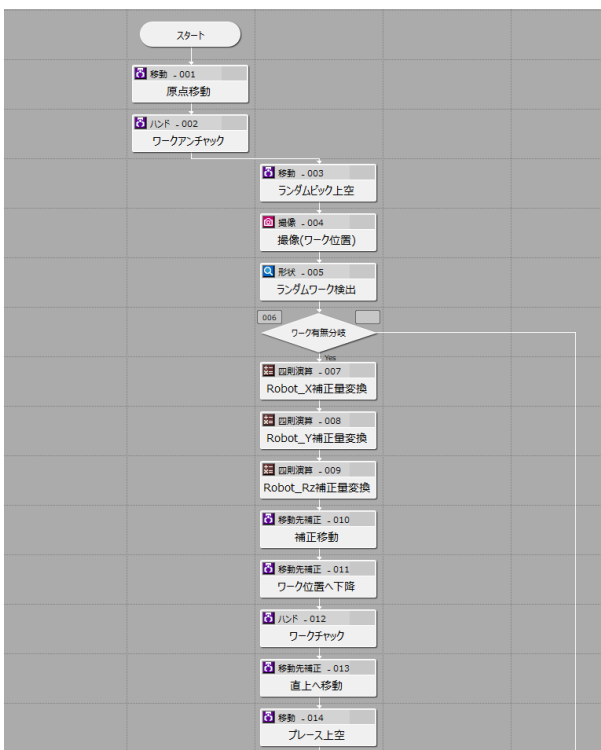 スタート
移動 - 001
原点移動
ハンド - 002
ワークアンチャック
移動 - 003
ランダムピック上空
撮像 - 004
撮像(ワーク位置)
形状 - 005
ランダムワーク検出
006
ワーク有無分岐
Yes
四則演算 - 007
Robot_X補正量変換
四則演算 - 008
Robot_Y補正量変換
四則演算 - 009
Robot_Rz補正量変換
移動先補正 - 010
補正移動
移動先補正 - 011
ワーク位置へ下降
ハンド - 012
ワークチャック
移動先補正 - 013
直上へ移動
移動 - 014
プレース上空